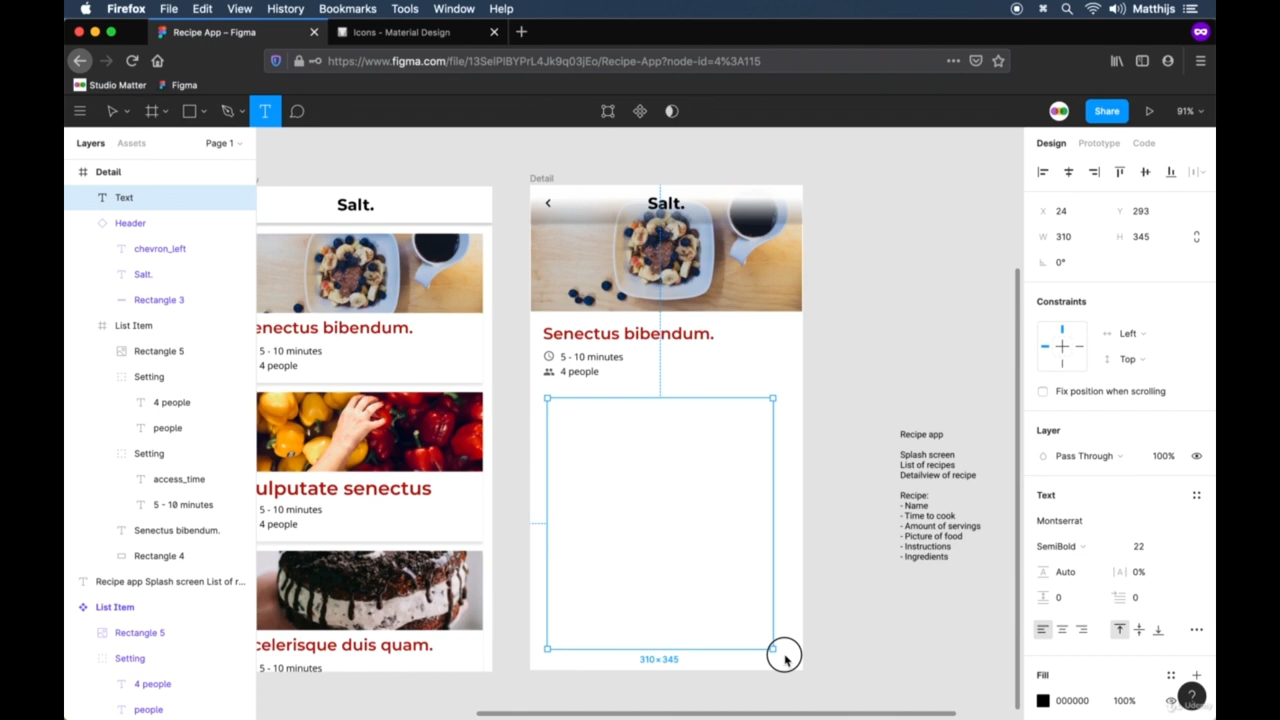 Firefox File Edit View History Bookmarks Tools Window Help Matthijs
Recipe App – Figma
Icons - Material Design
https://www.figma.com/file/13SelPIBYPrL4Jk9q03jEo/Recipe-App?node-id=4%3A115
Studio Matter Figma
T Share 91%
Layers Assets Page 1
Detail
Text
Header
chevron_left
Salt.
Rectangle 3
List Item
Rectangle 5
Setting
4 people
people
Setting
access_time
5 - 10 minutes
Senectus bibendum.
Rectangle 4
Recipe app Splash screen List of r...
List Item
Rectangle 5
Setting
4 people
people
Salt.
enectus bibendum.
5 - 10 minutes
4 people
ulputate senectus
5 - 10 minutes
4 people
celerisque duis quam.
5 - 10 minutes
Detail
Salt.
Senectus bibendum.
5 - 10 minutes
4 people
310×345
Recipe app
Splash screen
List of recipes
Detailview of recipe
Recipe:
- Name
- Time to cook
- Amount of servings
- Picture of food
- Instructions
- Ingredients
Design Prototype Code
X 24 Y 293
W 310 H 345
0°
Constraints
Left
Top
Fix position when scrolling
Layer
Pass Through 100%
Text
Montserrat
SemiBold 22
Auto 0%
0 0
Fill
000000 100%
?
Udemy